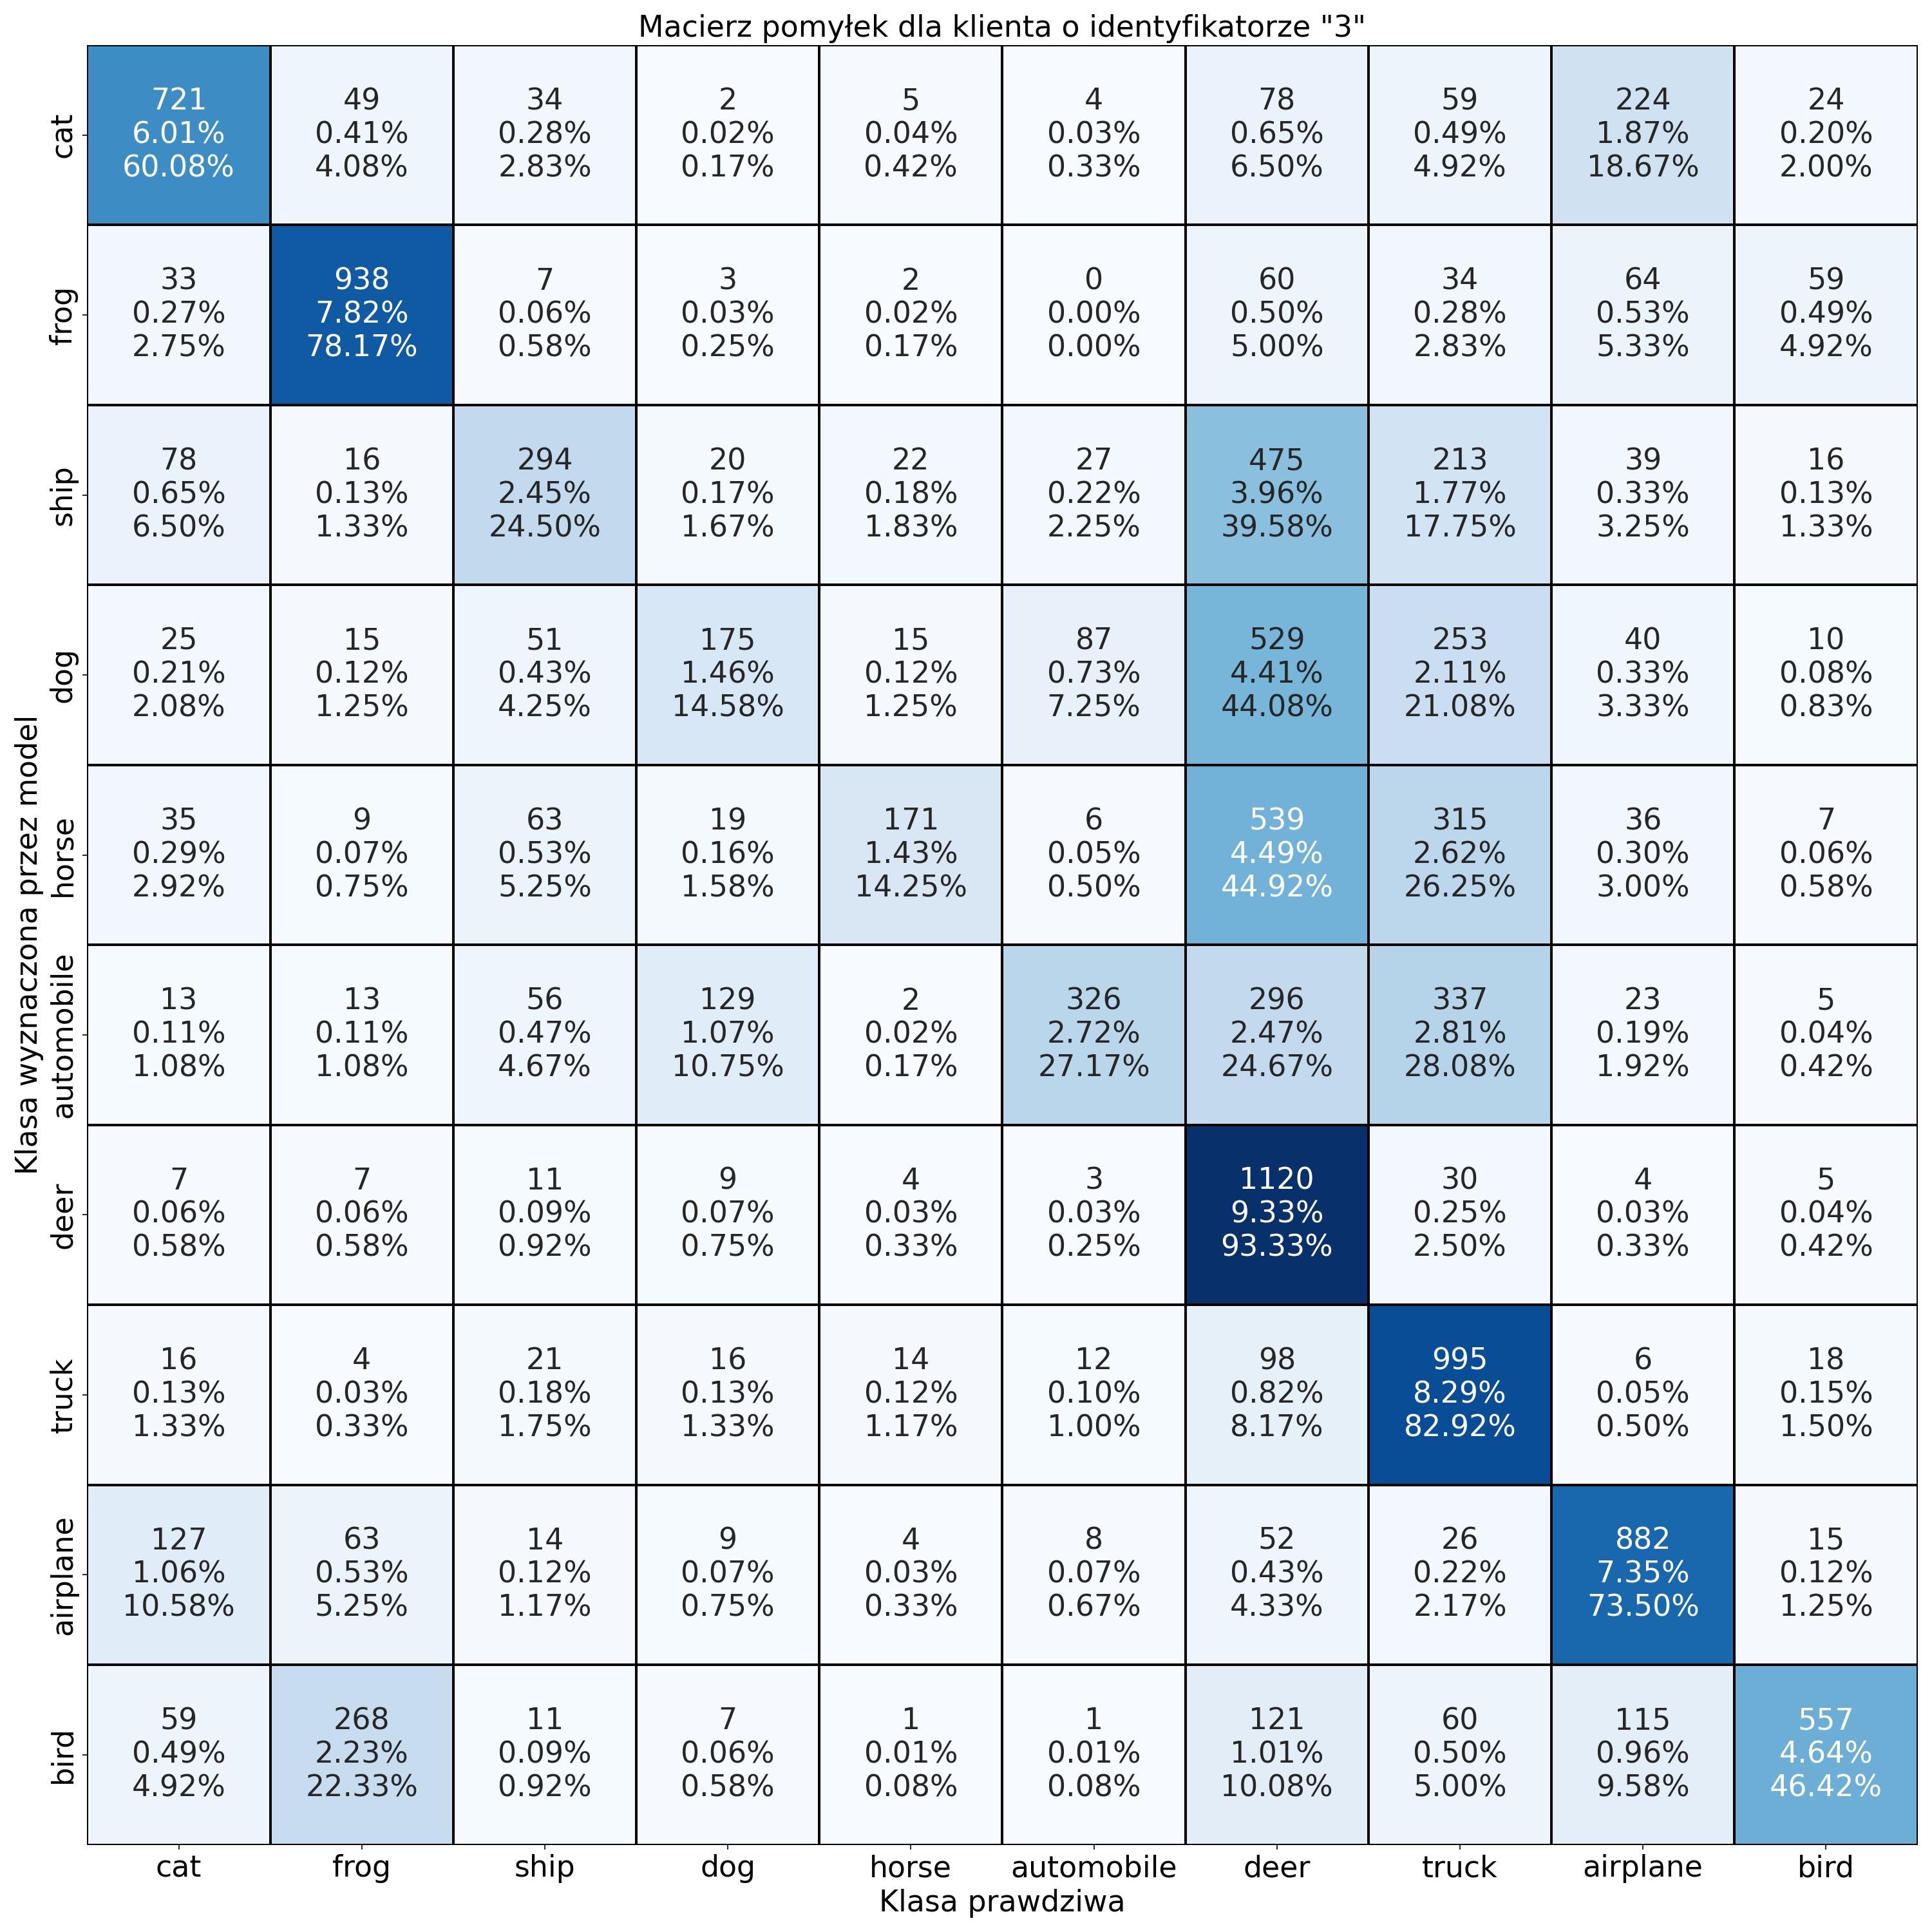 Macierz pomyłek dla klienta o identyfikatorze "3"
Klasa wyznaczona przez model
cat
721 49 34 2 5 4 78 59 224 24
6.01% 0.41% 0.28% 0.02% 0.04% 0.03% 0.65% 0.49% 1.87% 0.20%
60.08% 4.08% 2.83% 0.17% 0.42% 0.33% 6.50% 4.92% 18.67% 2.00%
frog
33 938 7 3 2 0 60 34 64 59
0.27% 7.82% 0.06% 0.03% 0.02% 0.00% 0.50% 0.28% 0.53% 0.49%
2.75% 78.17% 0.58% 0.25% 0.17% 0.00% 5.00% 2.83% 5.33% 4.92%
ship
78 16 294 20 22 27 475 213 39 16
0.65% 0.13% 2.45% 0.17% 0.18% 0.22% 3.96% 1.77% 0.33% 0.13%
6.50% 1.33% 24.50% 1.67% 1.83% 2.25% 39.58% 17.75% 3.25% 1.33%
dog
25 15 51 175 15 87 529 253 40 10
0.21% 0.12% 0.43% 1.46% 0.12% 0.73% 4.41% 2.11% 0.33% 0.08%
2.08% 1.25% 4.25% 14.58% 1.25% 7.25% 44.08% 21.08% 3.33% 0.83%
horse
35 9 63 19 171 6 539 315 36 7
0.29% 0.07% 0.53% 0.16% 1.43% 0.05% 4.49% 2.62% 0.30% 0.06%
2.92% 0.75% 5.25% 1.58% 14.25% 0.50% 44.92% 26.25% 3.00% 0.58%
automobile
13 13 56 129 2 326 296 337 23 5
0.11% 0.11% 0.47% 1.07% 0.02% 2.72% 2.47% 2.81% 0.19% 0.04%
1.08% 1.08% 4.67% 10.75% 0.17% 27.17% 24.67% 28.08% 1.92% 0.42%
deer
7 7 11 9 4 3 1120 30 4 5
0.06% 0.06% 0.09% 0.07% 0.03% 0.03% 9.33% 0.25% 0.03% 0.04%
0.58% 0.58% 0.92% 0.75% 0.33% 0.25% 93.33% 2.50% 0.33% 0.42%
truck
16 4 21 16 14 12 98 995 6 18
0.13% 0.03% 0.18% 0.13% 0.12% 0.10% 0.82% 8.29% 0.05% 0.15%
1.33% 0.33% 1.75% 1.33% 1.17% 1.00% 8.17% 82.92% 0.50% 1.50%
airplane
127 63 14 9 4 8 52 26 882 15
1.06% 0.53% 0.12% 0.07% 0.03% 0.07% 0.43% 0.22% 7.35% 0.12%
10.58% 5.25% 1.17% 0.75% 0.33% 0.67% 4.33% 2.17% 73.50% 1.25%
bird
59 268 11 7 1 1 121 60 115 557
0.49% 2.23% 0.09% 0.06% 0.01% 0.01% 1.01% 0.50% 0.96% 4.64%
4.92% 22.33% 0.92% 0.58% 0.08% 0.08% 10.08% 5.00% 9.58% 46.42%
cat frog ship dog horse automobile deer truck airplane bird
Klasa prawdziwa